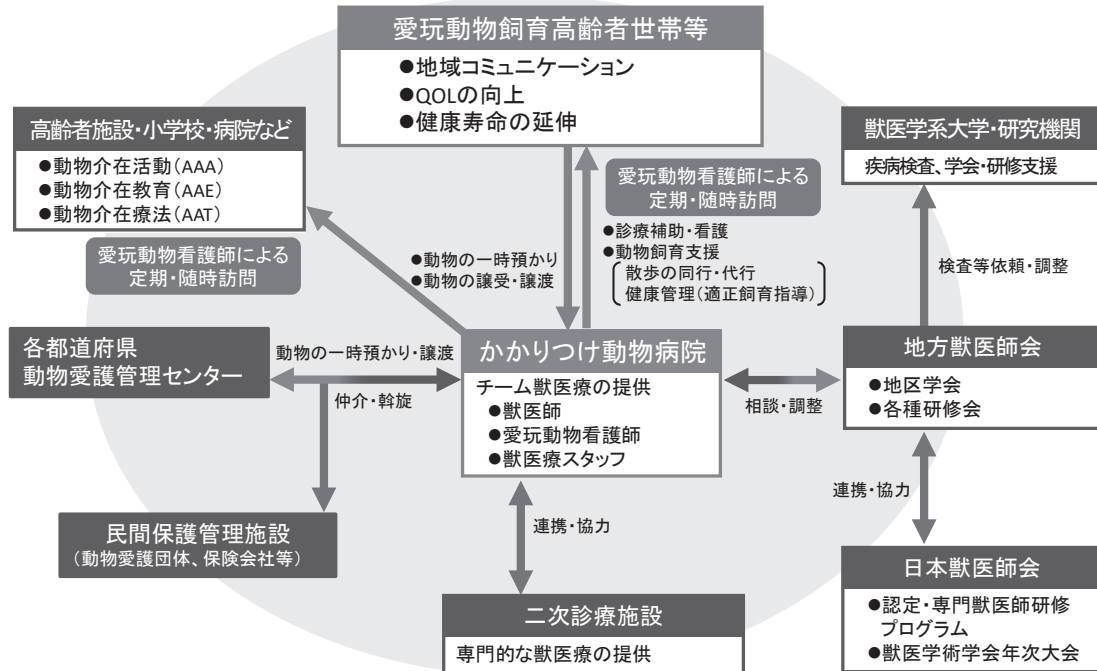 愛玩動物飼育高齢者世帯等
●地域コミュニケーション
●QOLの向上
●健康寿命の延伸
高齢者施設・小学校・病院など
●動物介在活動(AAA)
●動物介在教育(AAE)
●動物介在療法(AAT)
愛玩動物看護師による
定期・随時訪問
獣医学系大学・研究機関
疾病検査、学会・研修支援
愛玩動物看護師による
定期・随時訪問
●診療補助・看護
●動物飼育支援
散歩の同行・代行
健康管理(適正飼育指導)
●動物の一時預かり
●動物の譲受・譲渡
検査等依頼・調整
各都道府県
動物愛護管理センター
動物の一時預かり・譲渡
仲介・斡旋
かかりつけ動物病院
チーム獣医療の提供
●獣医師
●愛玩動物看護師
●獣医療スタッフ
相談・調整
地方獣医師会
●地区学会
●各種研修会
連携・協力
民間保護管理施設
(動物愛護団体、保険会社等)
連携・協力
二次診療施設
専門的な獣医療の提供
日本獣医師会
●認定・専門獣医師研修
プログラム
●獣医学術学会年次大会